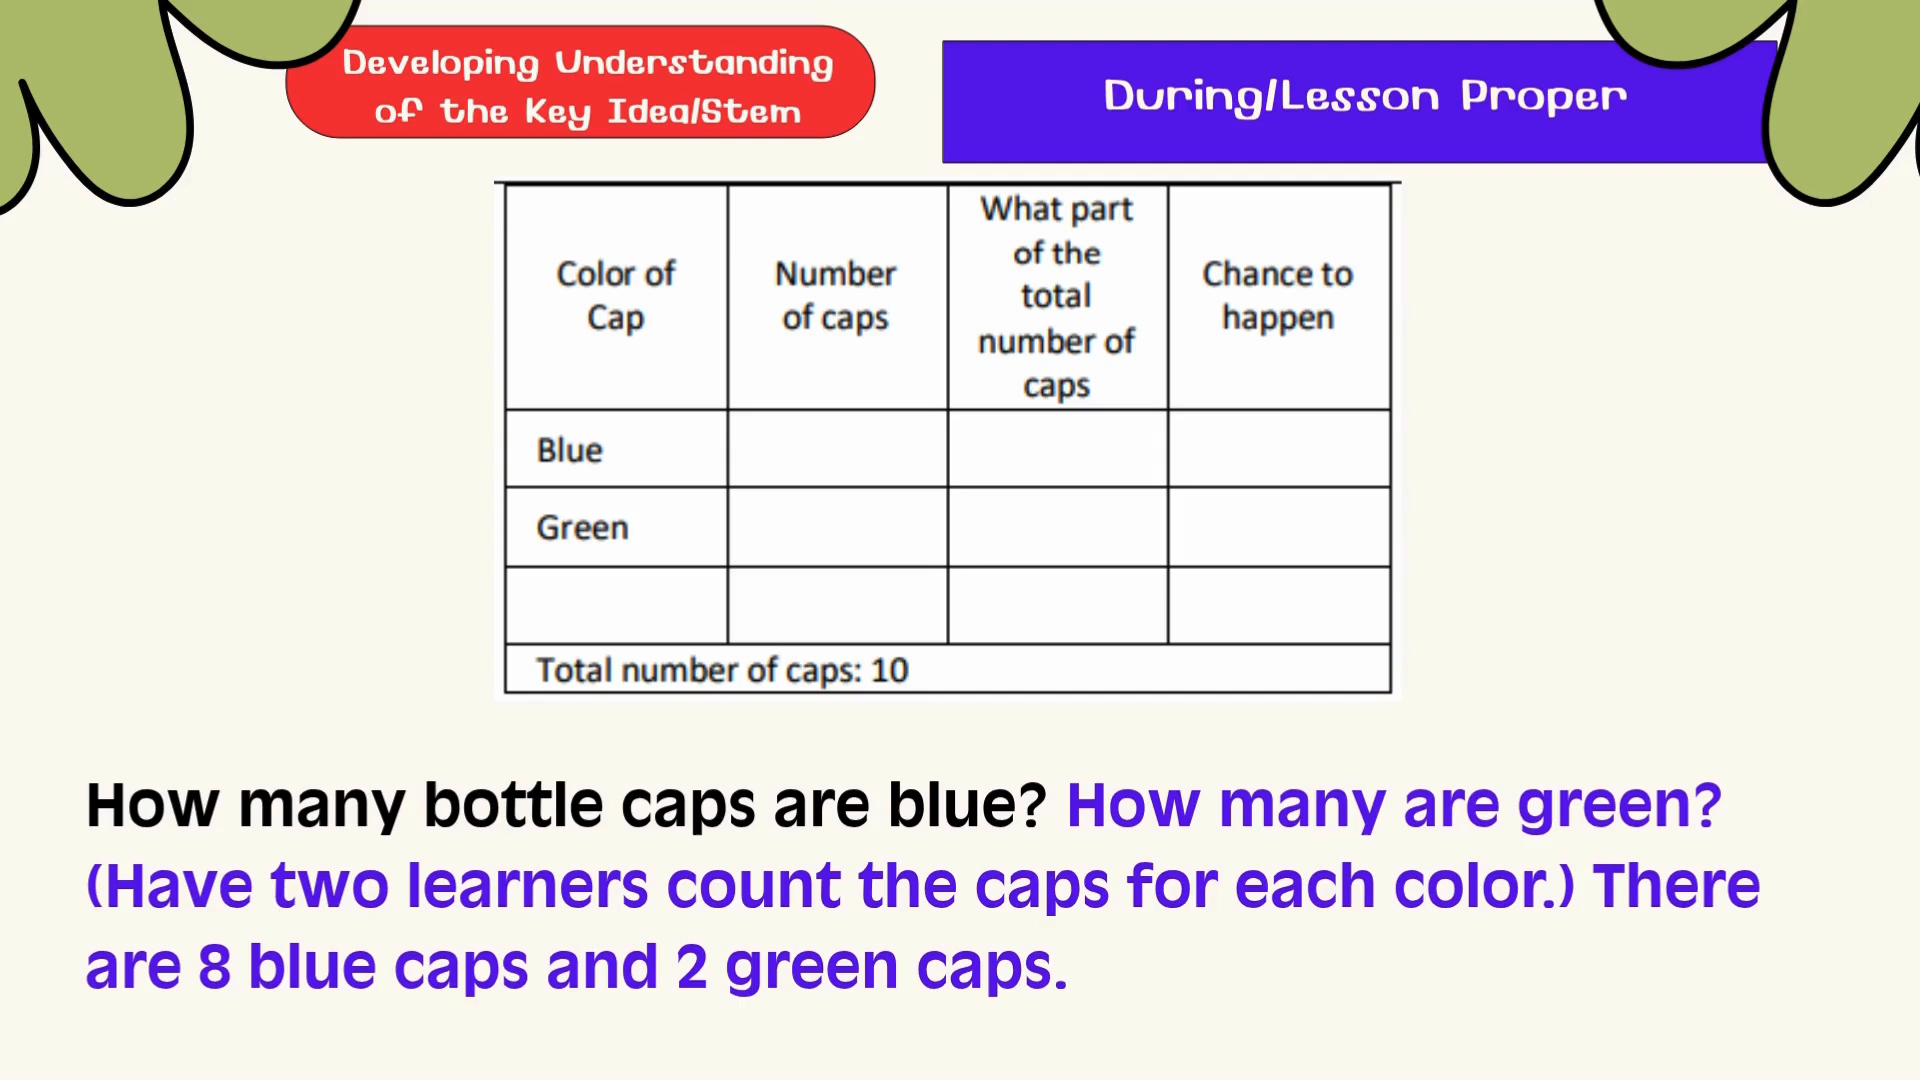 Developing Understanding
of the Key Idea/Stem
During/Lesson Proper
Color of
Cap
Number
of caps
What part
of the
total
number of
caps
Chance to
happen
Blue
Green
Total number of caps: 10
How many bottle caps are blue? How many are green?
(Have two learners count the caps for each color.) There
are 8 blue caps and 2 green caps.